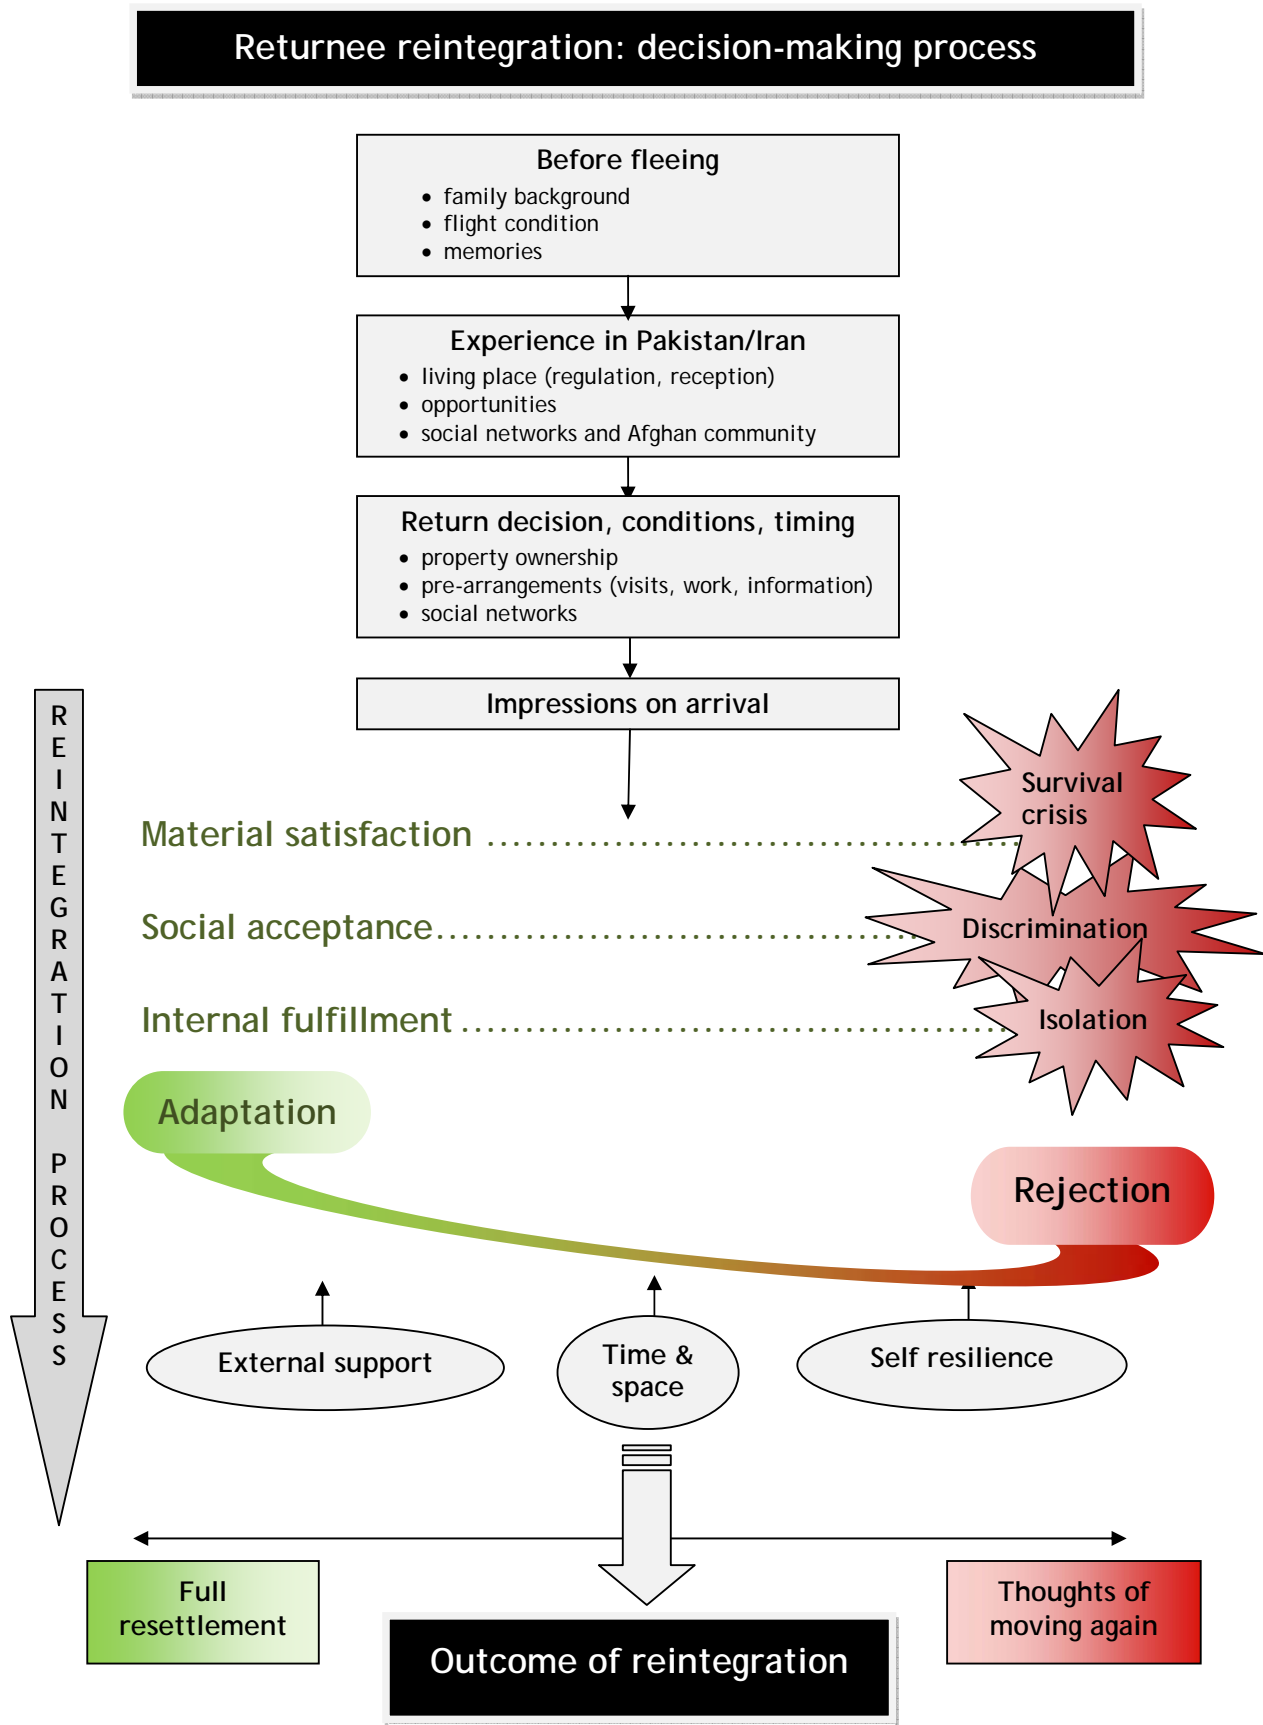 Returnee reintegration: decision-making process
Before fleeing
• family background
• flight condition
• memories
Experience in Pakistan/Iran
• living place (regulation, reception)
• opportunities
• social networks and Afghan community
Return decision, conditions, timing
• property ownership
• pre-arrangements (visits, work, information)
• social networks
Impressions on arrival
REINTEGRATION PROCESS
Survival
crisis
Material satisfaction ....................................
Discrimination
Social acceptance....................................
Isolation
Internal fulfillment ....................................
Adaptation
Rejection
External support
Time &
space
Self resilience
Full
resettlement
Thoughts of
moving again
Outcome of reintegration